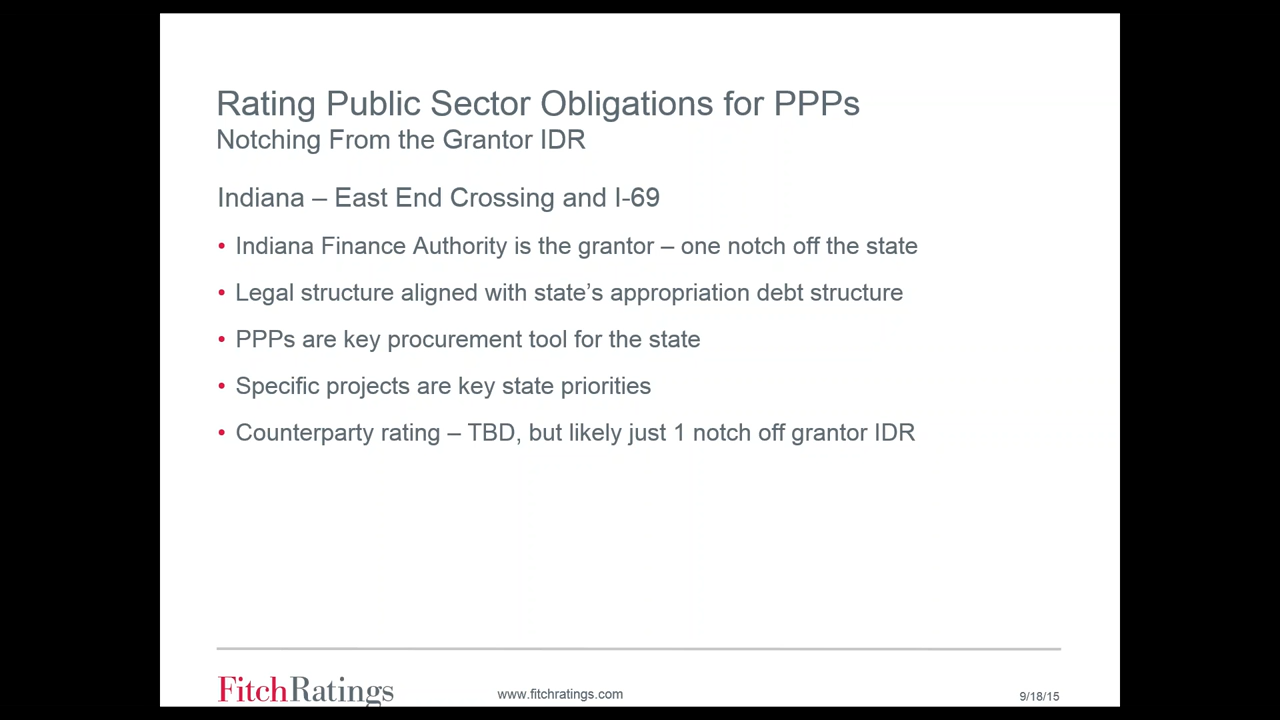 Rating Public Sector Obligations for PPPs
Notching From the Grantor IDR
Indiana – East End Crossing and I-69
• Indiana Finance Authority is the grantor – one notch off the state
• Legal structure aligned with state’s appropriation debt structure
• PPPs are key procurement tool for the state
• Specific projects are key state priorities
• Counterparty rating – TBD, but likely just 1 notch off grantor IDR
FitchRatings
www.fitchratings.com
9/18/15